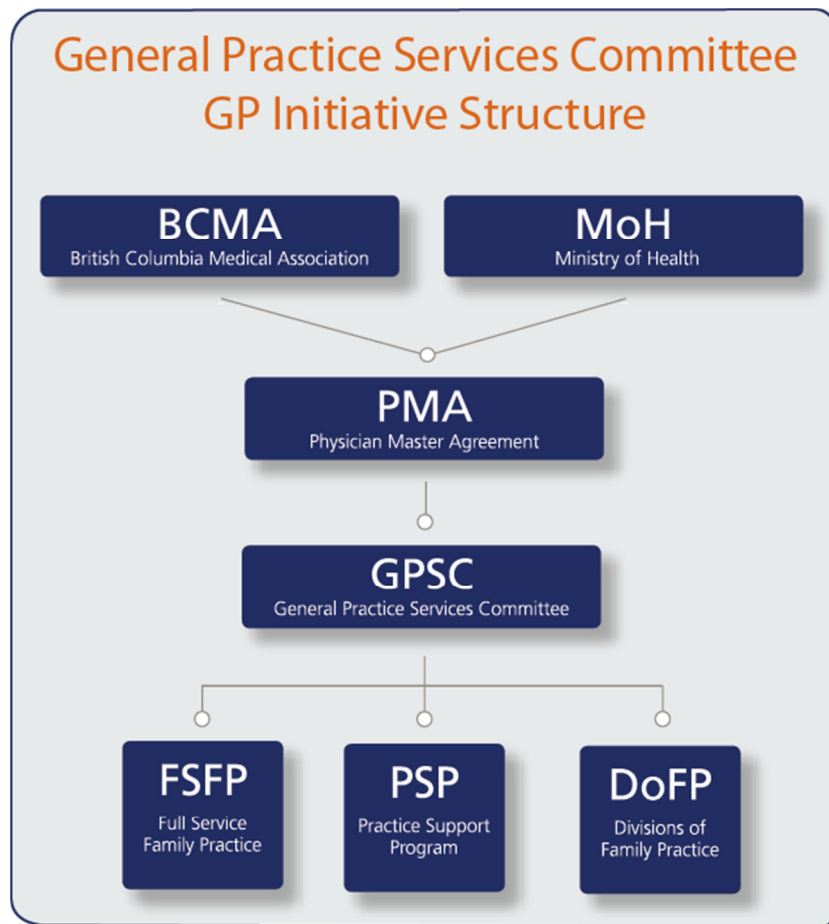 General Practice Services Committee
GP Initiative Structure
BCMA
British Columbia Medical Association
MoH
Ministry of Health
PMA
Physician Master Agreement
GPSC
General Practice Services Committee
FSFP
Full Service
Family Practice
PSP
Practice Support
Program
DoFP
Divisions of
Family Practice